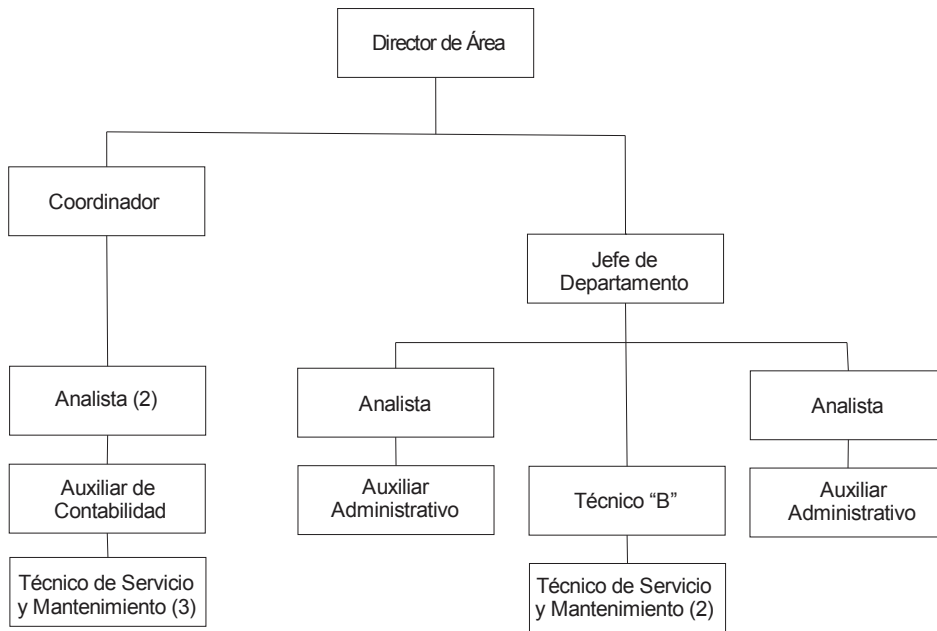 Director de Área
Coordinador
Jefe de
Departamento
Analista (2)
Analista
Analista
Auxiliar de
Contabilidad
Auxiliar
Administrativo
Técnico “B”
Auxiliar
Administrativo
Técnico de Servicio
y Mantenimiento (3)
Técnico de Servicio
y Mantenimiento (2)